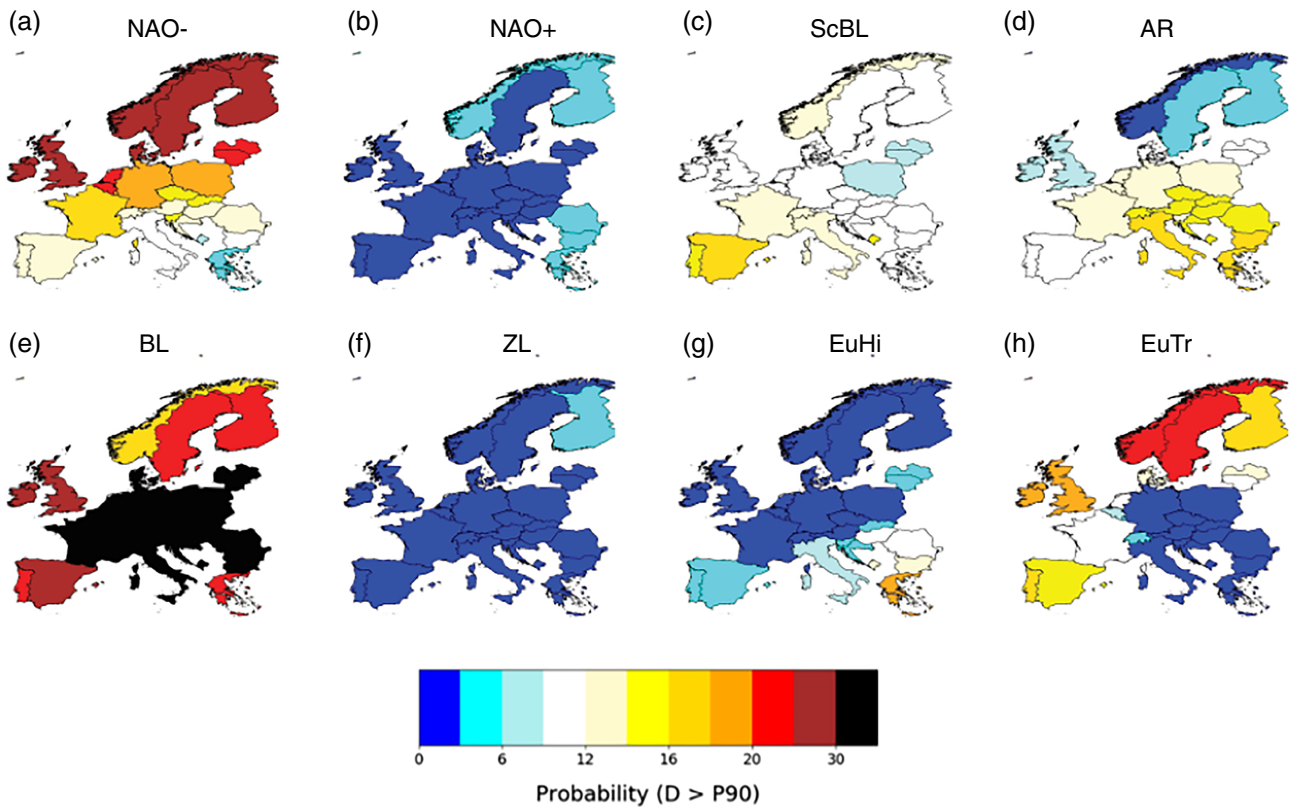 (a) NAO-
(b) NAO+
(c) ScBL
(d) AR
(e) BL
(f) ZL
(g) EuHi
(h) EuTr
0 6 12 16 20 30
Probability (D > P90)